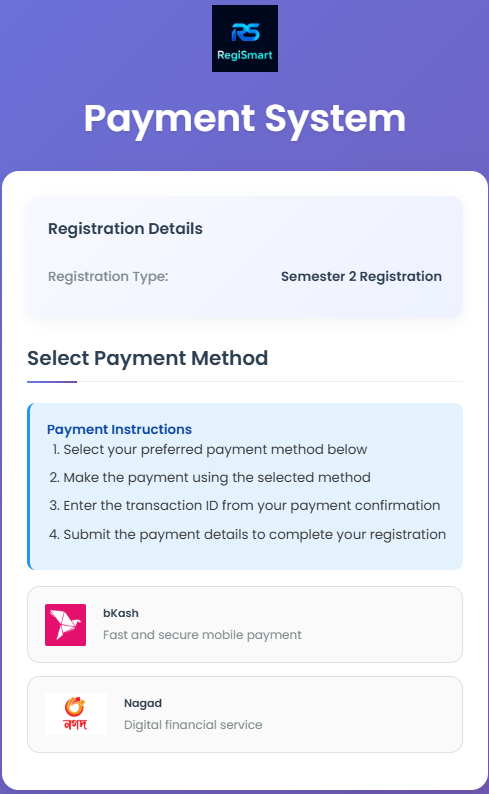 RS
RegiSmart
Payment System
Registration Details
Registration Type: Semester 2 Registration
Select Payment Method
Payment Instructions
1. Select your preferred payment method below
2. Make the payment using the selected method
3. Enter the transaction ID from your payment confirmation
4. Submit the payment details to complete your registration
bKash
Fast and secure mobile payment
নগদ
Nagad
Digital financial service